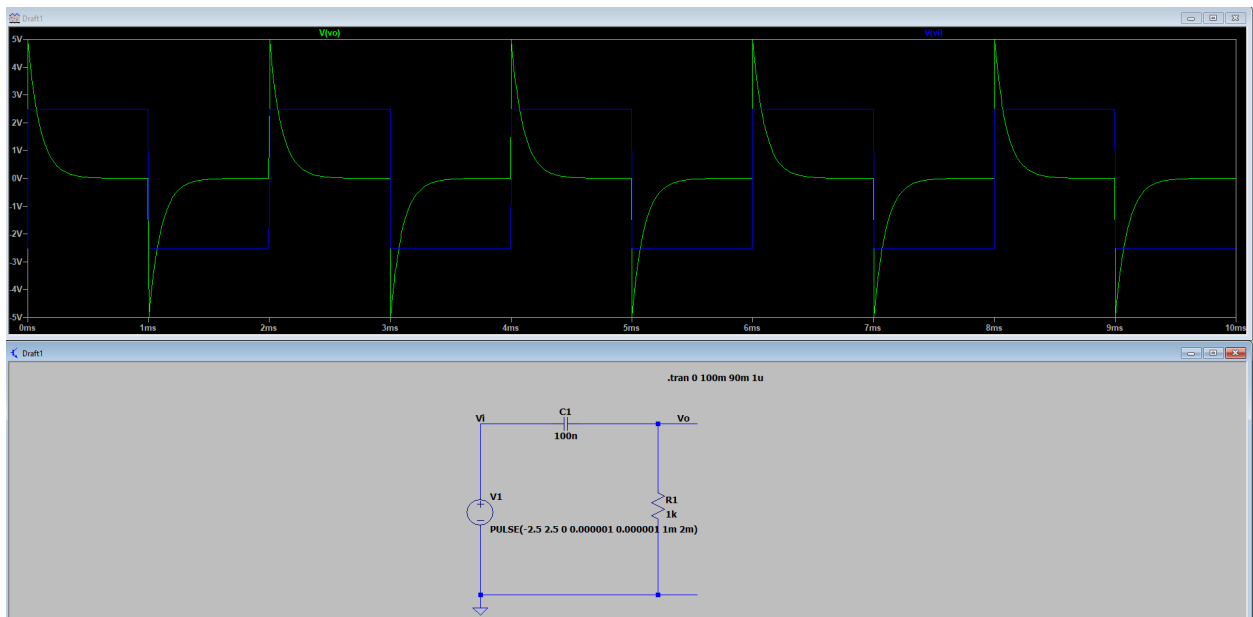 Draft1
V(vo) V(vi)
5V
4V
3V
2V
1V
0V
-1V
-2V
-3V
-4V
-5V
0ms 1ms 2ms 3ms 4ms 5ms 6ms 7ms 8ms 9ms 10ms
Draft1
.tran 0 100m 90m 1u
C1
Vi Vo
100n
V1
R1
1k
PULSE(-2.5 2.5 0 0.000001 0.000001 1m 2m)